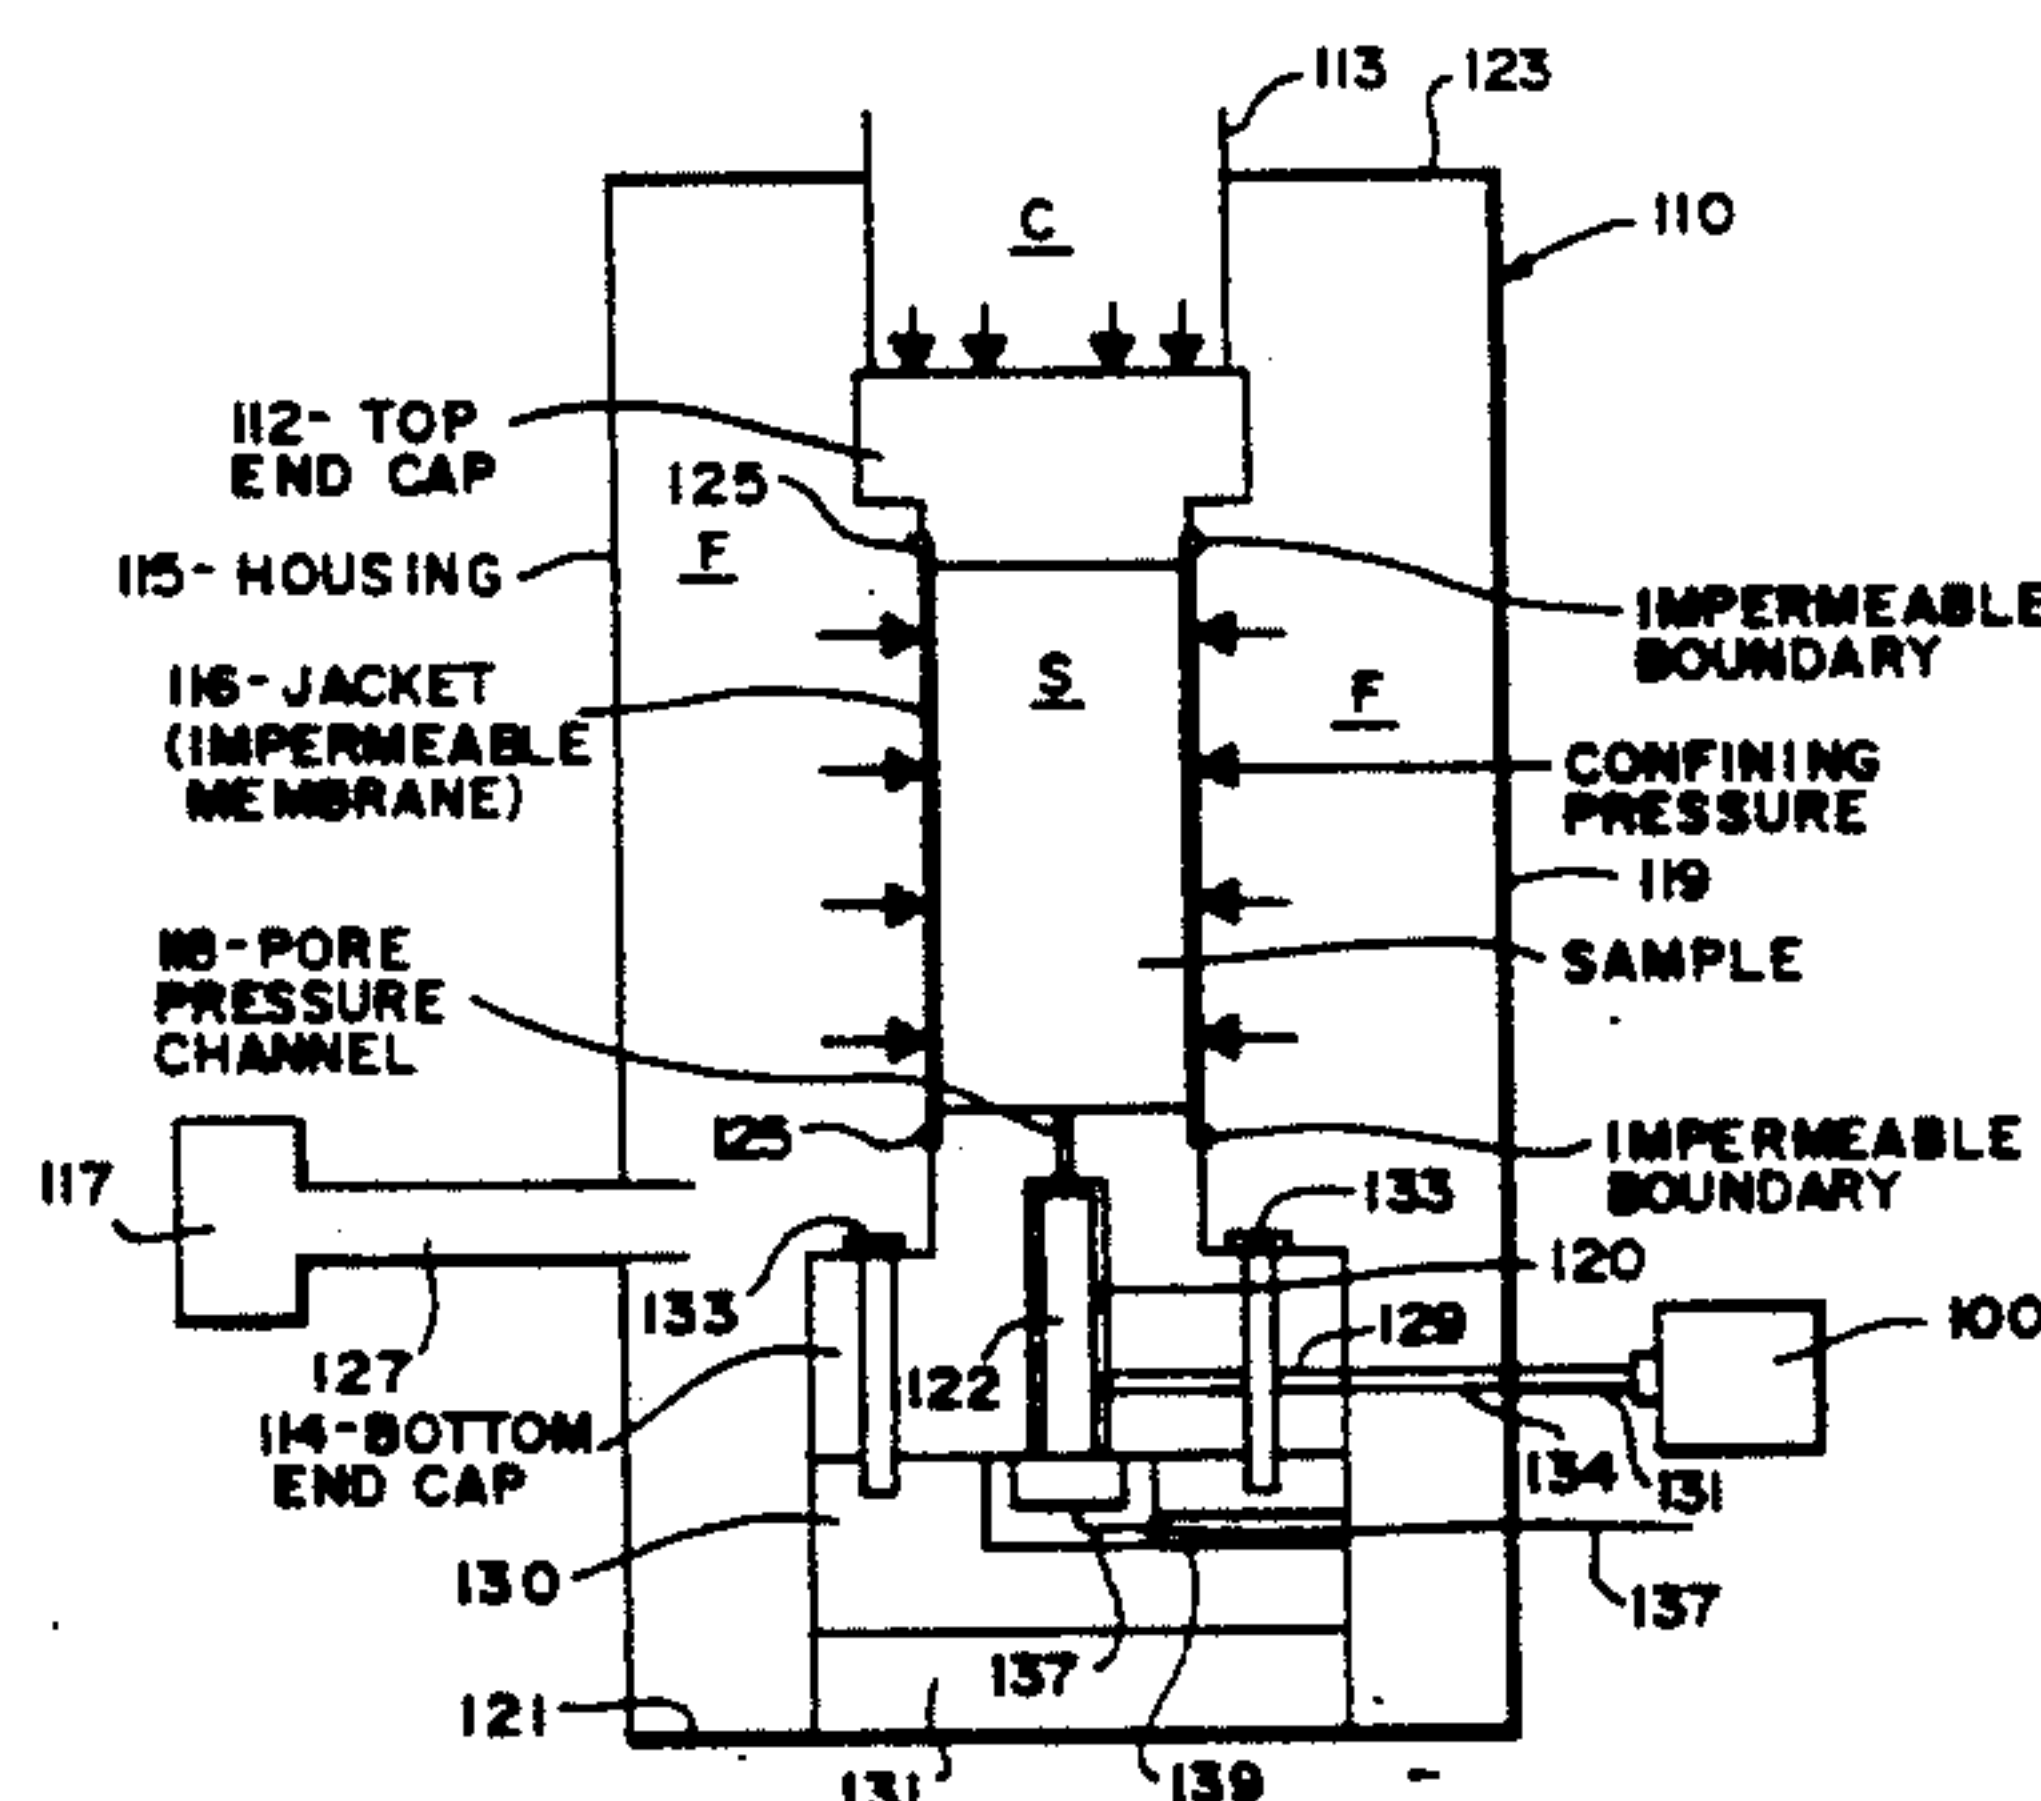 113
123
110
C
112- TOP
END CAP
125
F
115- HOUSING
IMPERMEABLE
BOUNDARY
116- JACKET
(IMPERMEABLE
MEMBRANE)
S
F
CONFINING
PRESSURE
119
118-PORE
PRESSURE
CHANNEL
SAMPLE
125
IMPERMEABLE
BOUNDARY
117
133
120
133
129
100
127
122
114-BOTTOM
END CAP
134
131
130
137
137
121
131
139